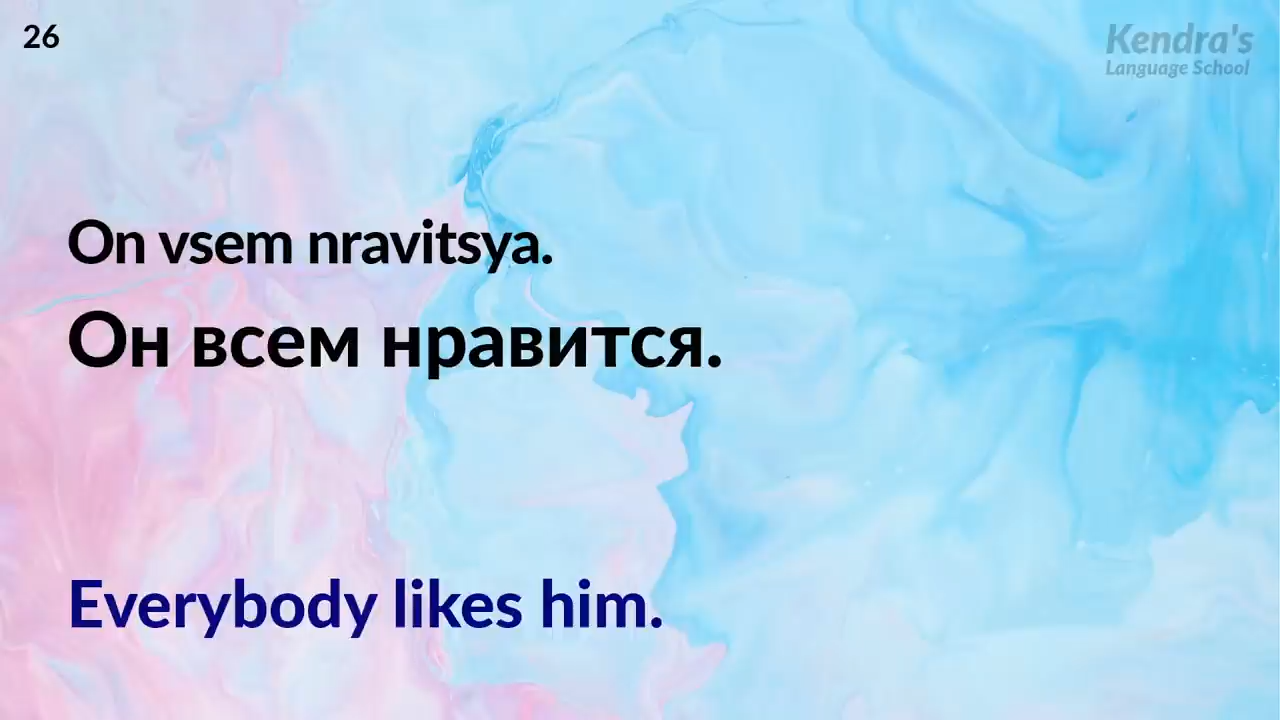 26
Kendra's
Language School
On vsem nravitsya.
Он всем нравится.
Everybody likes him.